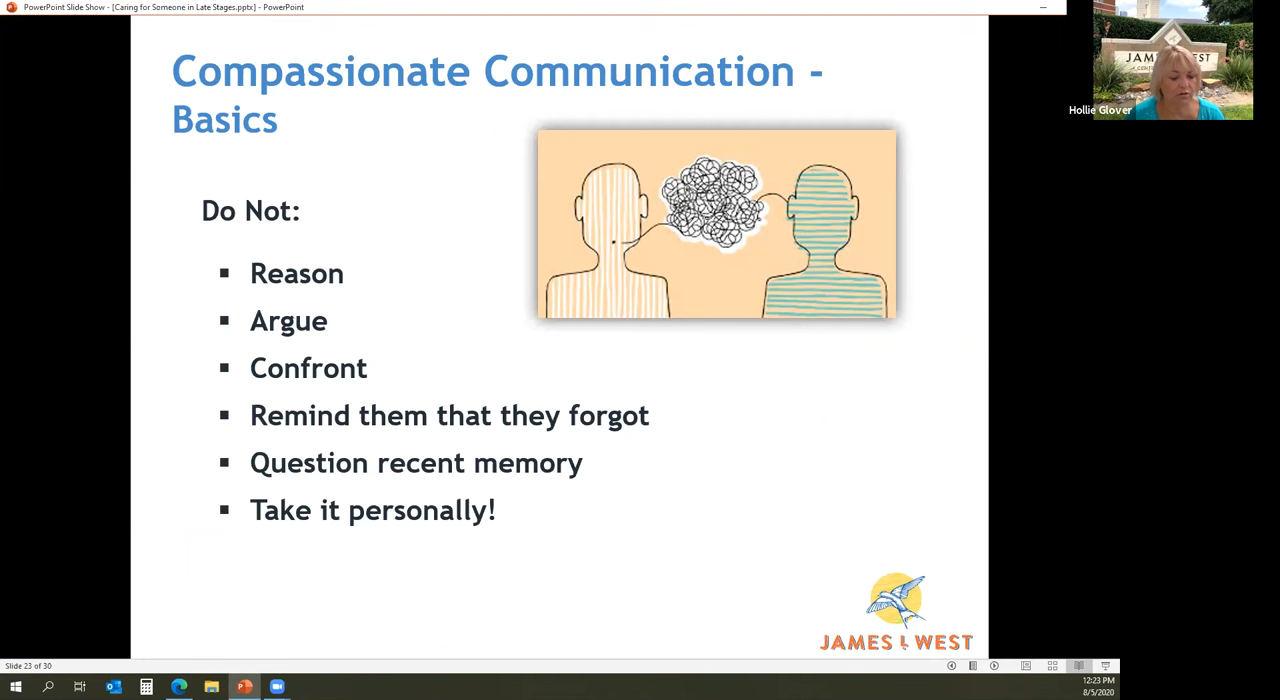 PowerPoint Slide Show - [Caring for Someone in Late Stages.pptx] - PowerPoint
Compassionate Communication -
Basics
Do Not:
▪ Reason
▪ Argue
▪ Confront
▪ Remind them that they forgot
▪ Question recent memory
▪ Take it personally!
JAMES L WEST
JAMES WEST
Hollie Glover
Slide 23 of 30
12:23 PM
8/5/2020